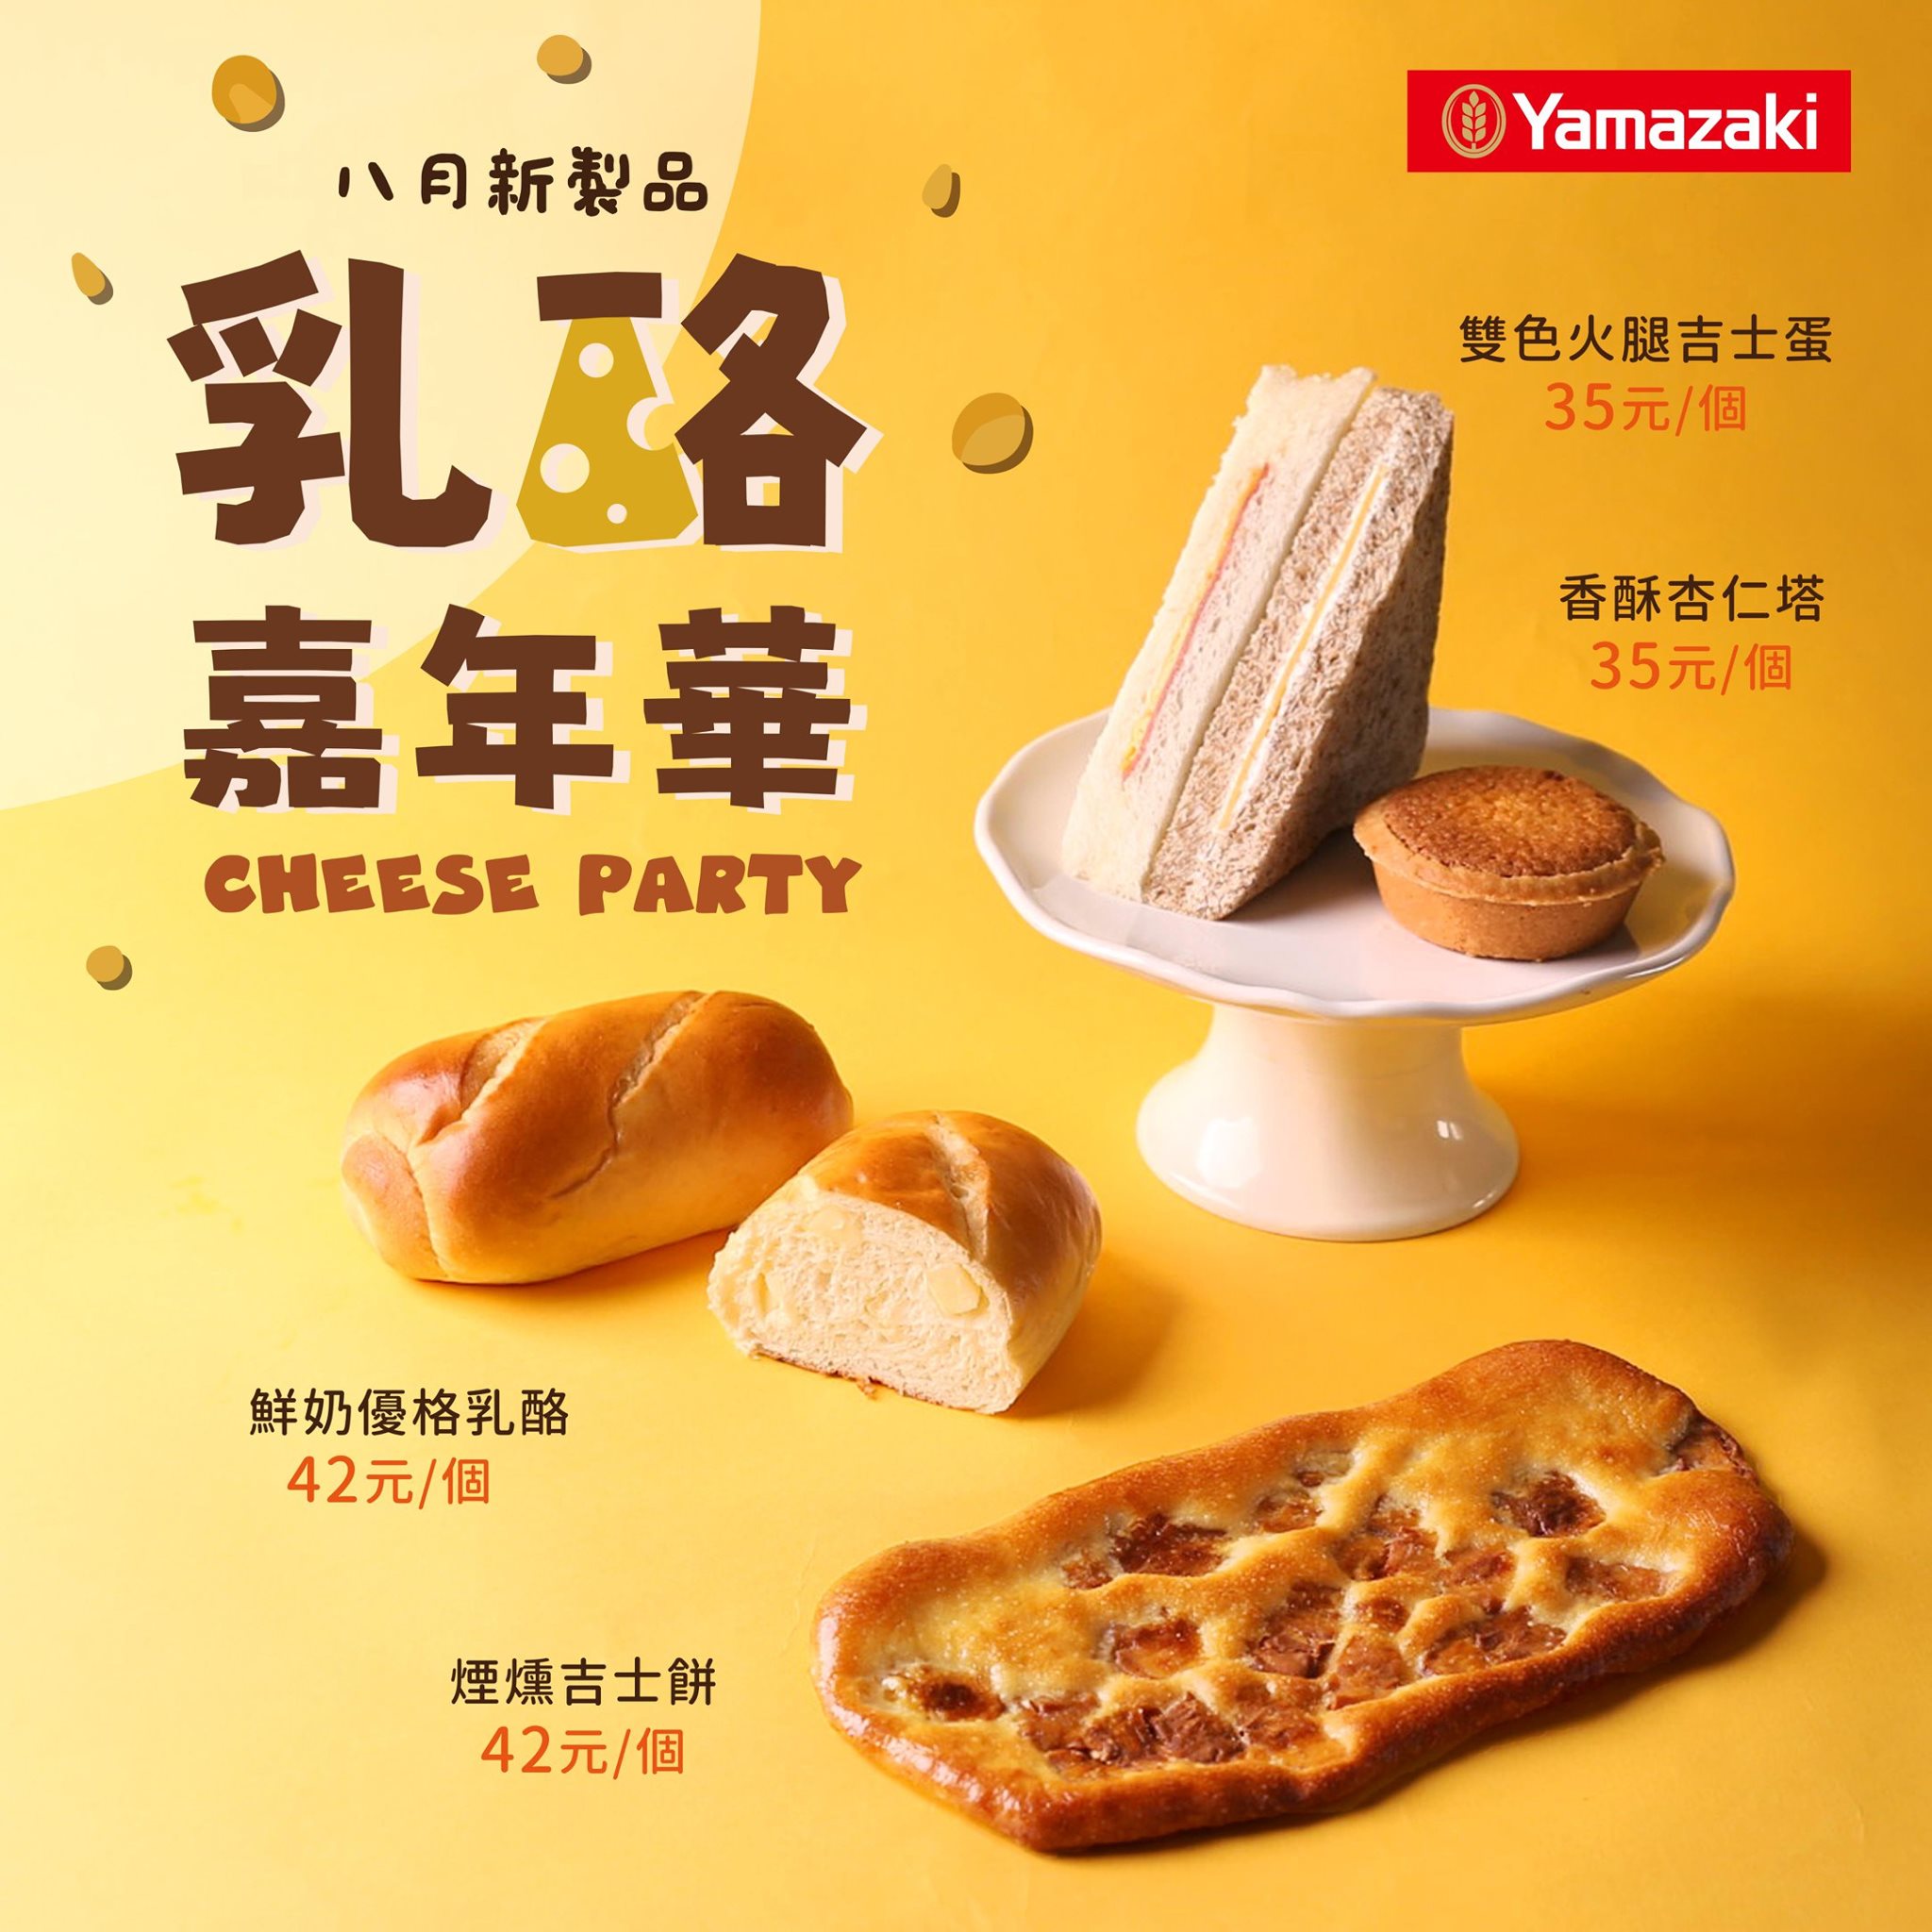 Yamazaki
八月新製品
乳酪
嘉年華
CHEESE PARTY
雙色火腿吉士蛋
35元/個
香酥杏仁塔
35元/個
鮮奶優格乳酪
42元/個
煙燻吉士餅
42元/個